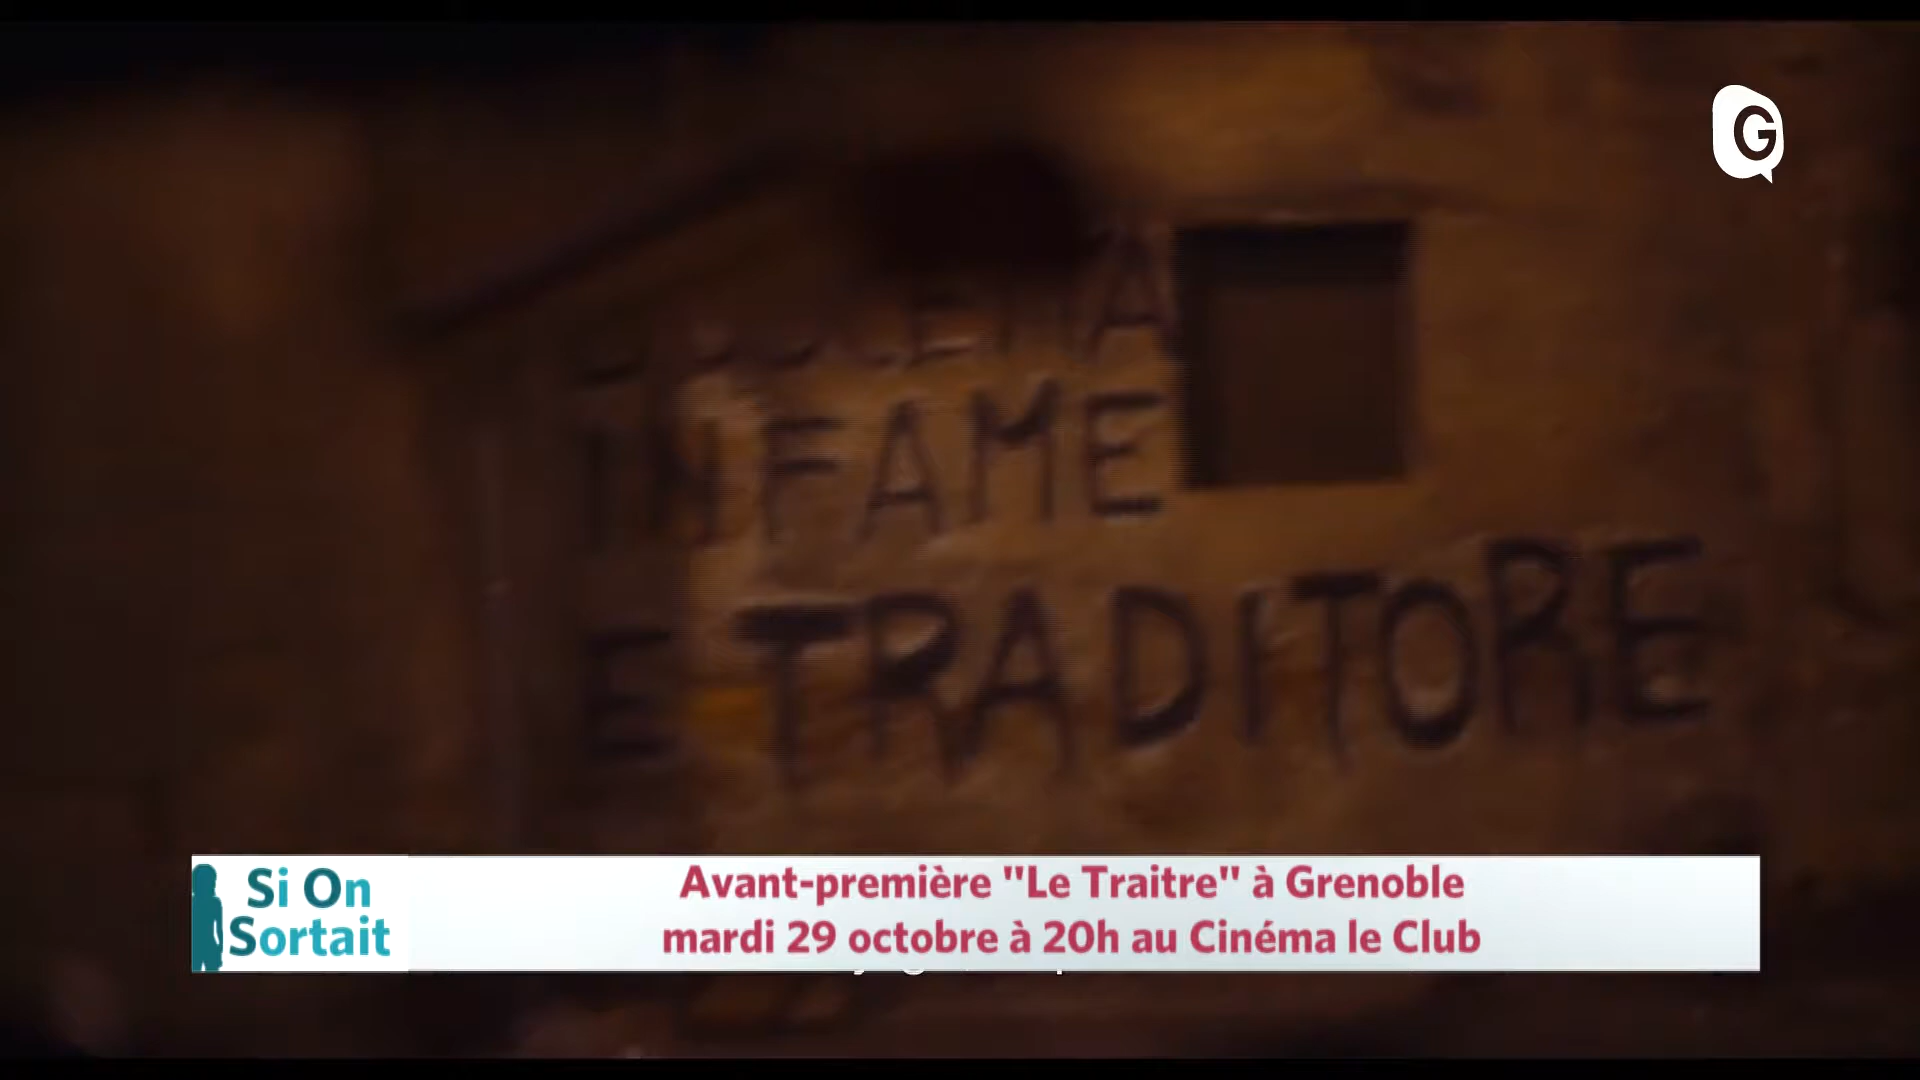 G
INFAME
E TRADITORE
Si On
Sortait
Avant-première "Le Traitre" à Grenoble
mardi 29 octobre à 20h au Cinéma le Club